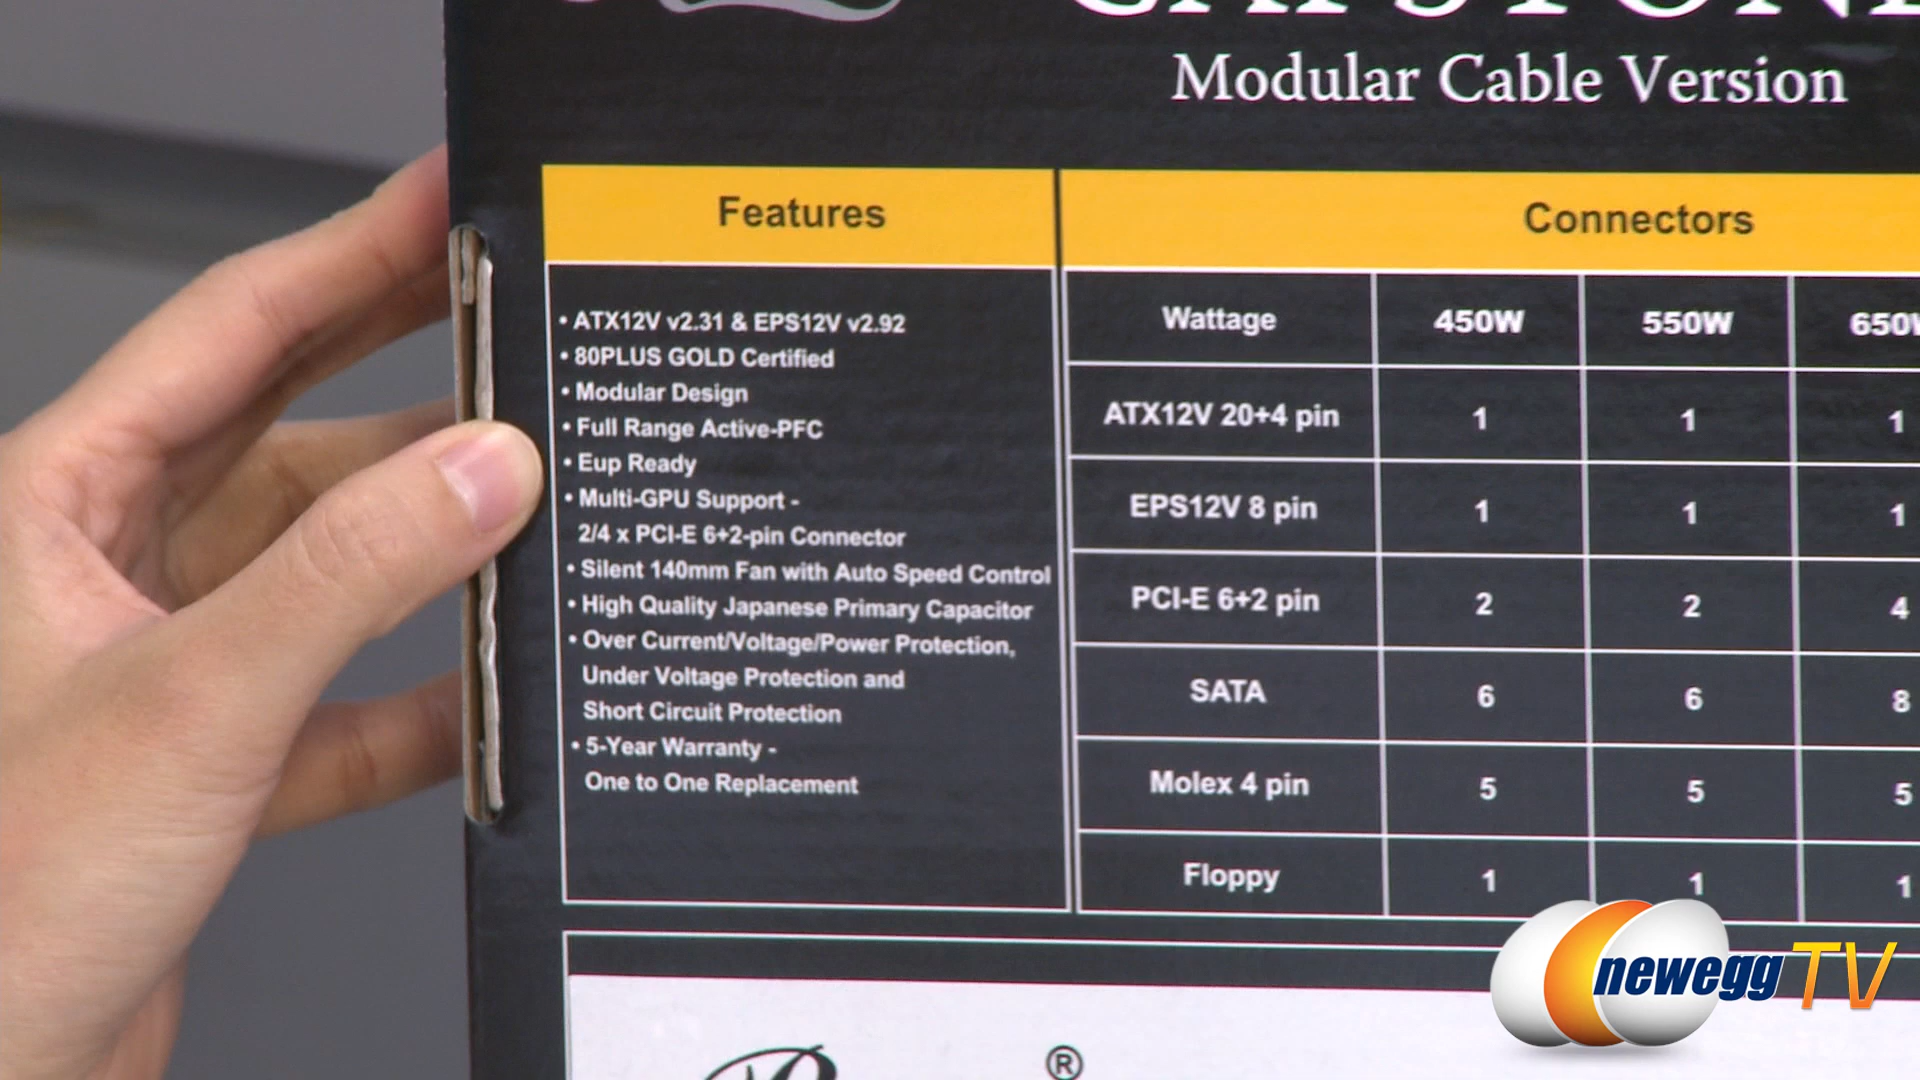 Modular Cable Version
Features
Connectors
• ATX12V v2.31 & EPS12V v2.92
• 80PLUS GOLD Certified
• Modular Design
• Full Range Active-PFC
• Eup Ready
• Multi-GPU Support -
2/4 x PCI-E 6+2-pin Connector
• Silent 140mm Fan with Auto Speed Control
• High Quality Japanese Primary Capacitor
• Over Current/Voltage/Power Protection,
Under Voltage Protection and
Short Circuit Protection
• 5-Year Warranty -
One to One Replacement
Wattage 450W 550W 650W
ATX12V 20+4 pin 1 1 1
EPS12V 8 pin 1 1 1
PCI-E 6+2 pin 2 2 4
SATA 6 6 8
Molex 4 pin 5 5 5
Floppy 1 1 1
newegg TV
®